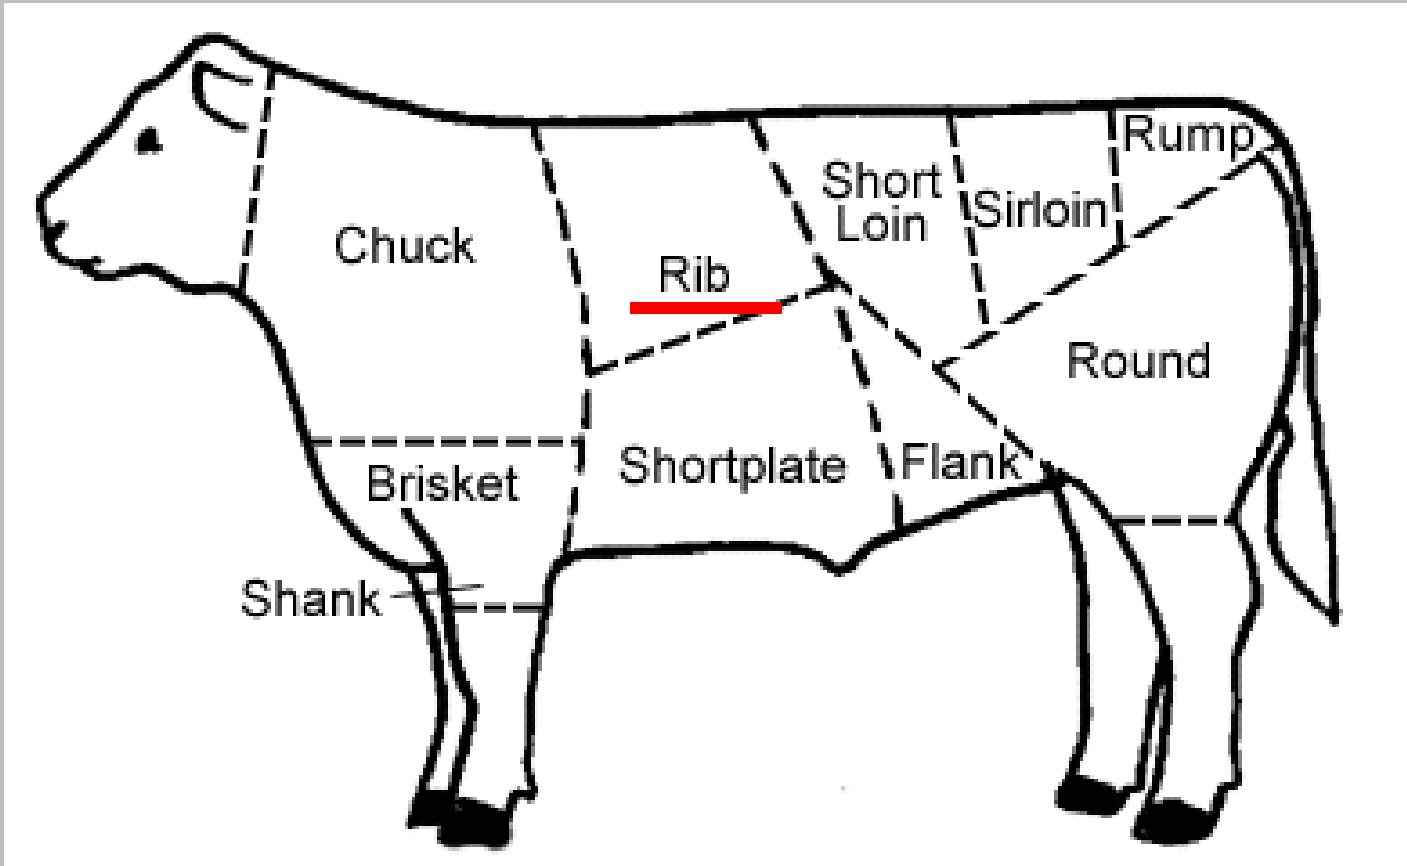 Rump
Short
Loin
Sirloin
Chuck
Rib
Round
Brisket
Shortplate
Flank
Shank